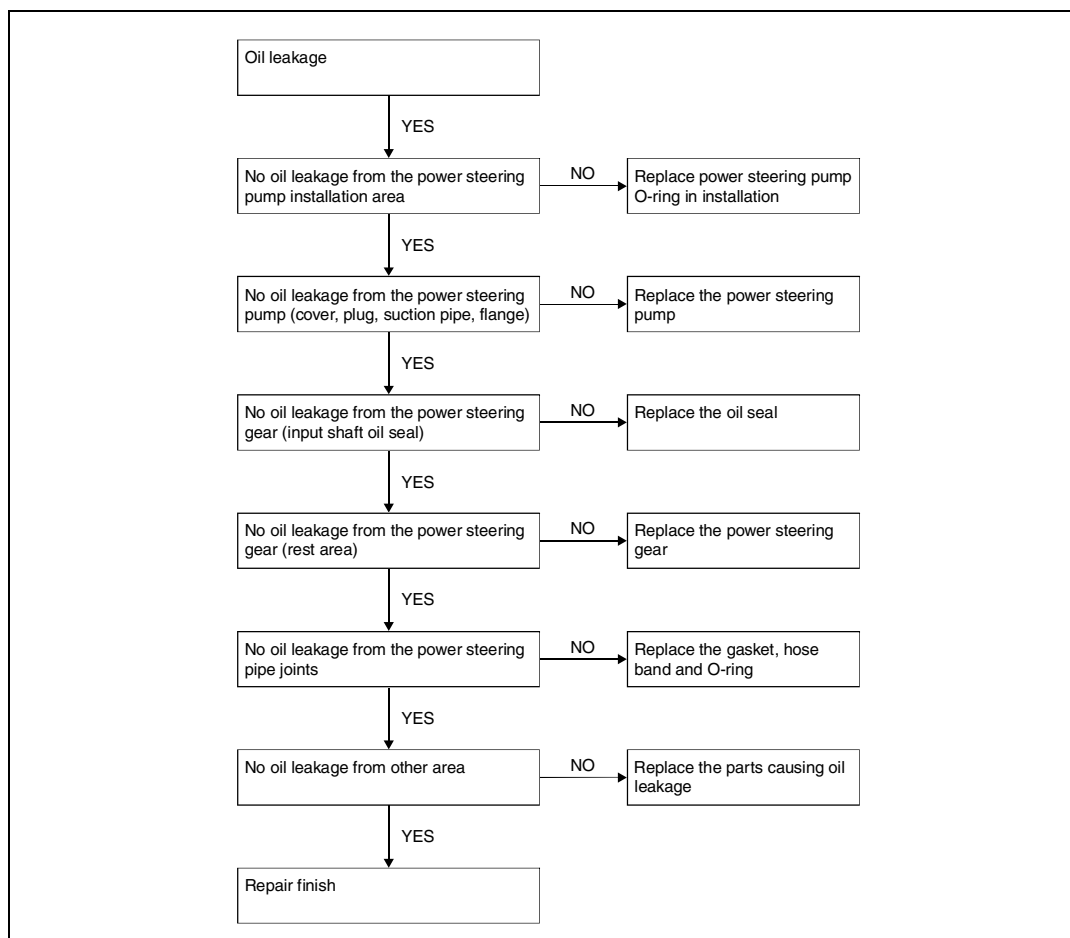 Oil leakage
YES
No oil leakage from the power steering
pump installation area
NO
Replace power steering pump
O-ring in installation
YES
No oil leakage from the power steering
pump (cover, plug, suction pipe, flange)
NO
Replace the power steering
pump
YES
No oil leakage from the power steering
gear (input shaft oil seal)
NO
Replace the oil seal
YES
No oil leakage from the power steering
gear (rest area)
NO
Replace the power steering
gear
YES
No oil leakage from the power steering
pipe joints
NO
Replace the gasket, hose
band and O-ring
YES
No oil leakage from other area
NO
Replace the parts causing oil
leakage
YES
Repair finish